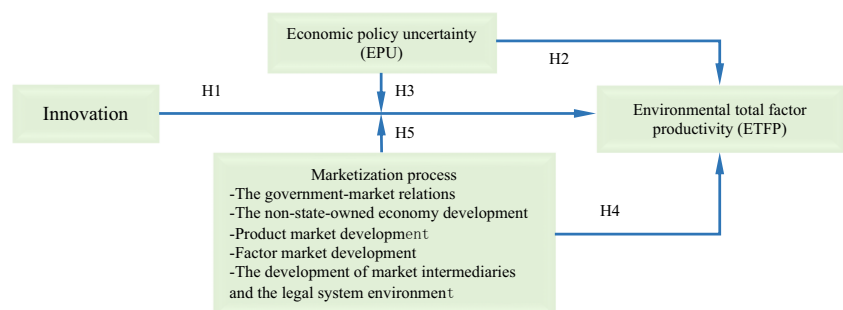 Economic policy uncertainty
(EPU)
H2
H1
H3
Innovation
Environmental total factor
productivity (ETFP)
H5
Marketization process
-The government-market relations
-The non-state-owned economy development
-Product market development
-Factor market development
-The development of market intermediaries
and the legal system environment
H4